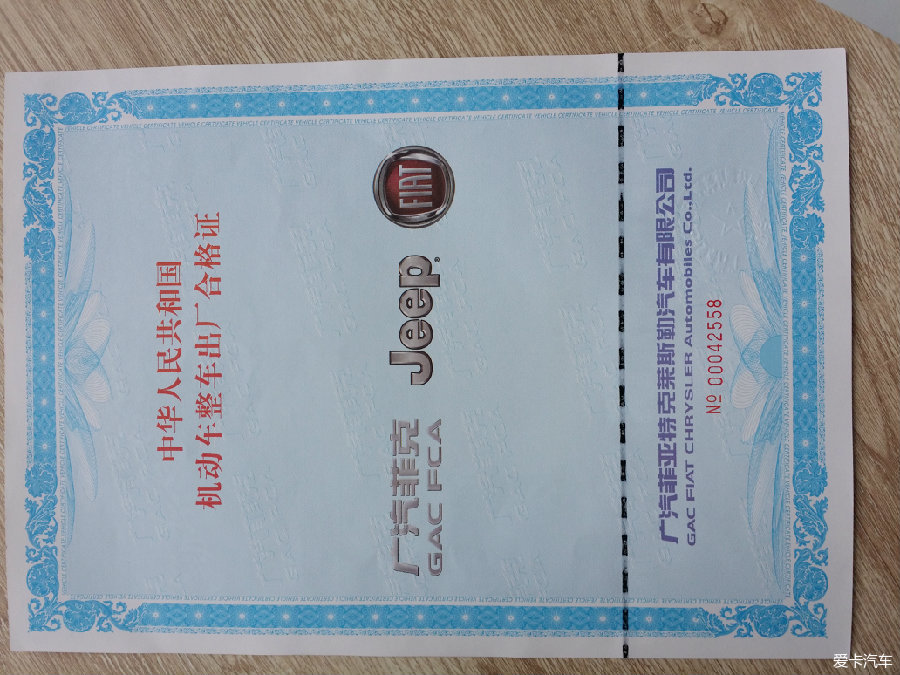 中华人民共和国
机动车整车出厂合格证
广汽菲克 Jeep® FIAT
GAC FCA
广汽菲亚特克莱斯勒汽车有限公司
GAC FIAT CHRYSLER Automobiles Co.,Ltd.
№ 00042558
爱卡汽车